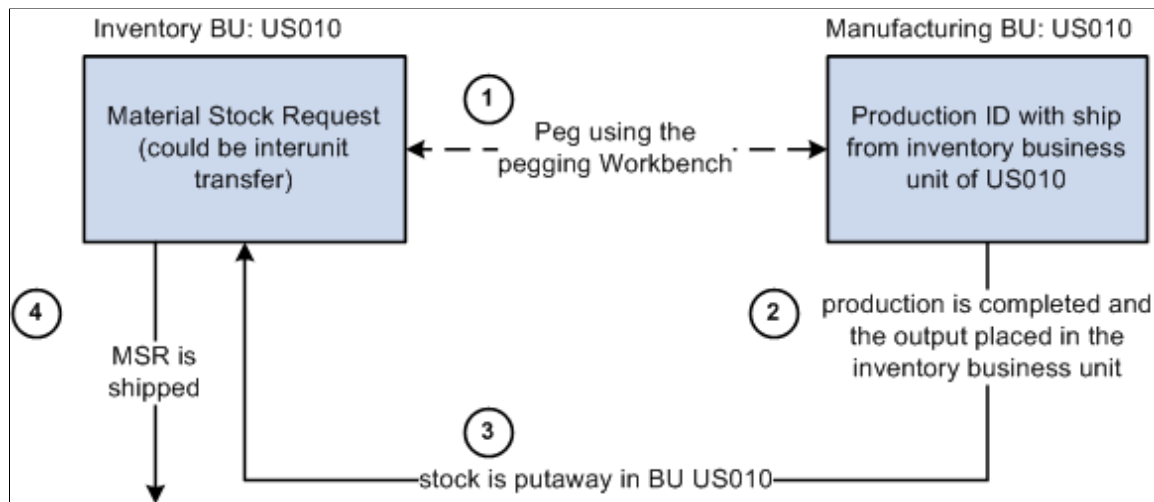 Inventory BU: US010
Manufacturing BU: US010
Material Stock Request
(could be interunit
transfer)
1
Peg using the
pegging Workbench
Production ID with ship
from inventory business
unit of US010
4
MSR is
shipped
2
production is completed and
the output placed in the
inventory business unit
3
stock is putaway in BU US010